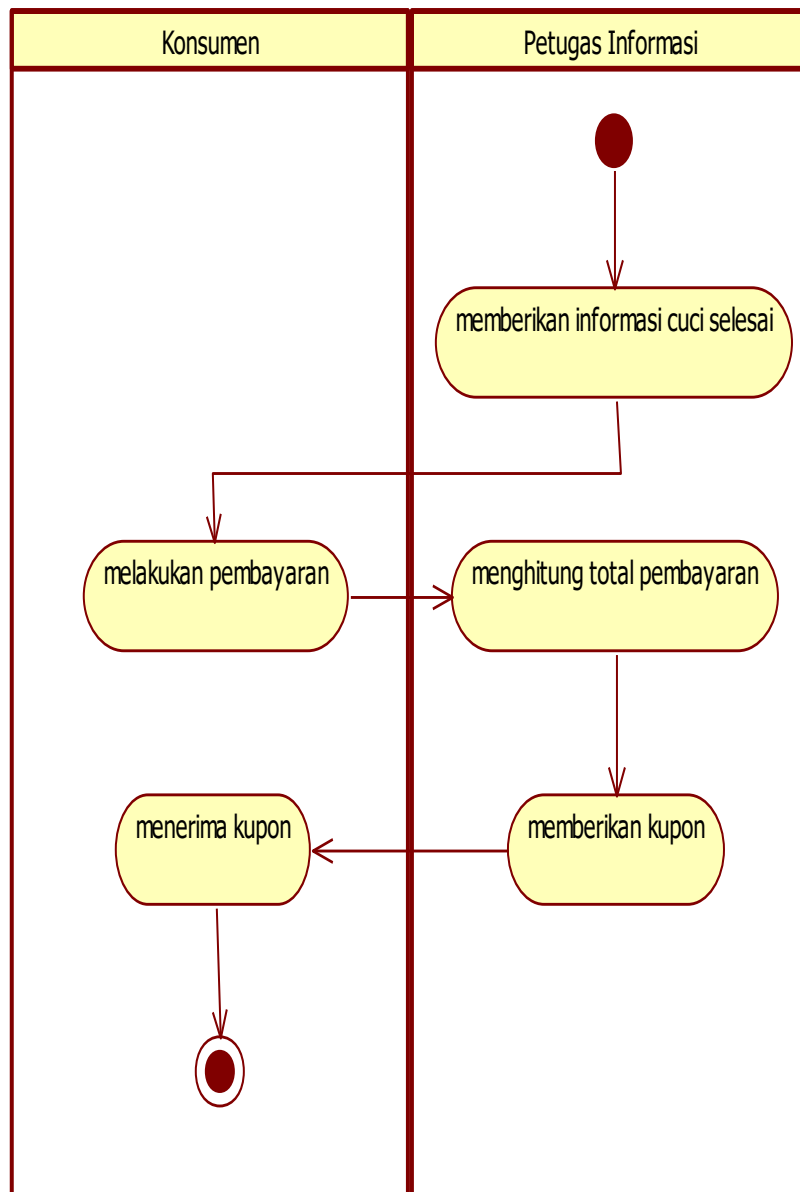 Konsumen
Petugas Informasi
memberikan informasi cuci selesai
melakukan pembayaran
menghitung total pembayaran
menerima kupon
memberikan kupon